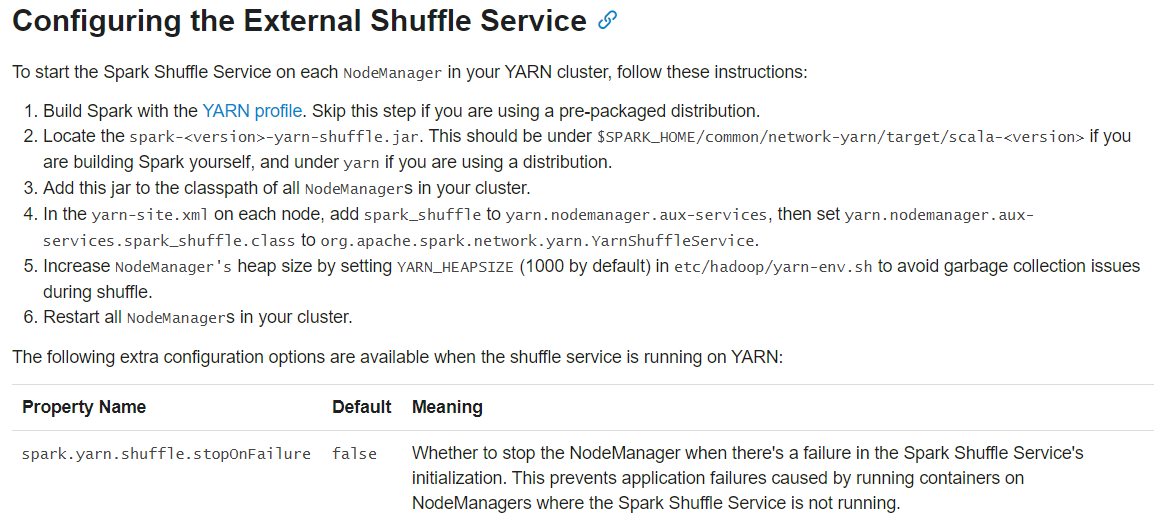 Configuring the External Shuffle Service
To start the Spark Shuffle Service on each NodeManager in your YARN cluster, follow these instructions:
1. Build Spark with the YARN profile. Skip this step if you are using a pre-packaged distribution.
2. Locate the spark-<version>-yarn-shuffle.jar. This should be under $SPARK_HOME/common/network-yarn/target/scala-<version> if you
are building Spark yourself, and under yarn if you are using a distribution.
3. Add this jar to the classpath of all NodeManagers in your cluster.
4. In the yarn-site.xml on each node, add spark_shuffle to yarn.nodemanager.aux-services, then set yarn.nodemanager.aux-
services.spark_shuffle.class to org.apache.spark.network.yarn.YarnShuffleService.
5. Increase NodeManager's heap size by setting YARN_HEAPSIZE (1000 by default) in etc/hadoop/yarn-env.sh to avoid garbage collection issues
during shuffle.
6. Restart all NodeManagers in your cluster.
The following extra configuration options are available when the shuffle service is running on YARN:
Property Name Default Meaning
spark.yarn.shuffle.stopOnFailure false Whether to stop the NodeManager when there's a failure in the Spark Shuffle Service's
initialization. This prevents application failures caused by running containers on
NodeManagers where the Spark Shuffle Service is not running.